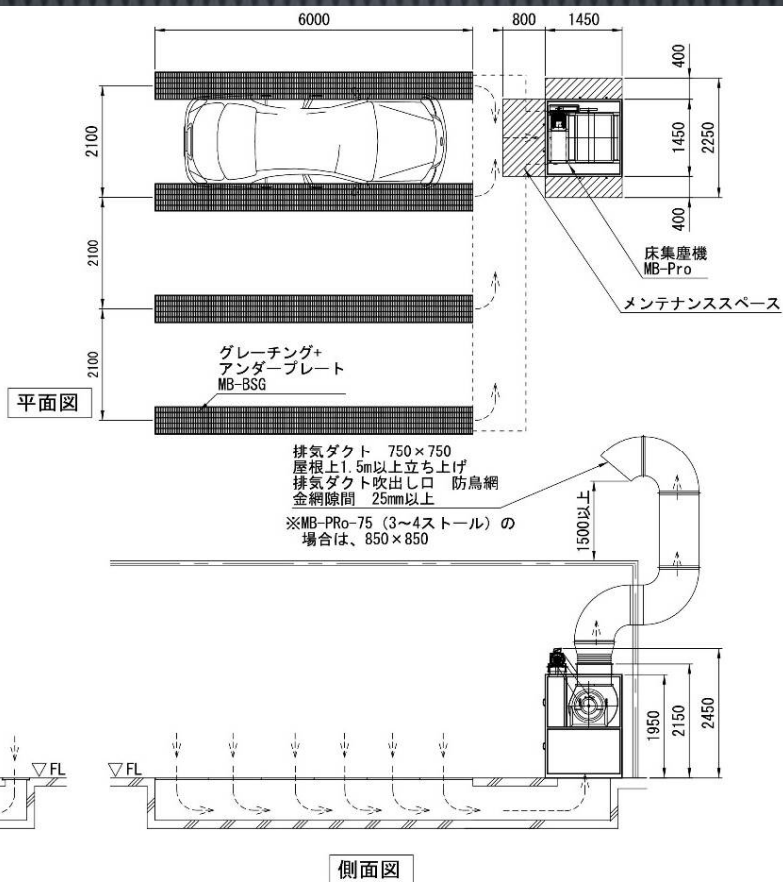 6000
800
1450
400
1450
2250
400
2100
2100
2100
床集塵機
MB-Pro
メンテナンススペース
グレーチング+
アンダープレート
MB-BSG
平面図
排気ダクト 750×750
屋根上1.5m以上立ち上げ
排気ダクト吹出し口 防鳥網
金網隙間 25mm以上
※MB-PRo-75（3~4ストール）の
場合は、850×850
1500以上
1950
2150
2450
▽FL
▽FL
側面図